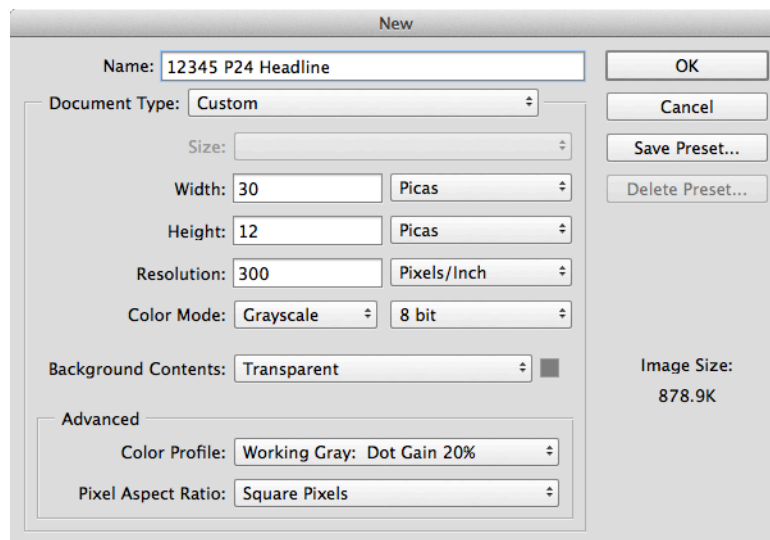 New
Name: 12345 P24 Headline
OK
Document Type: Custom
Cancel
Size:
Save Preset...
Width: 30 Picas
Delete Preset...
Height: 12 Picas
Resolution: 300 Pixels/Inch
Color Mode: Grayscale 8 bit
Background Contents: Transparent
Image Size:
878.9K
Advanced
Color Profile: Working Gray: Dot Gain 20%
Pixel Aspect Ratio: Square Pixels